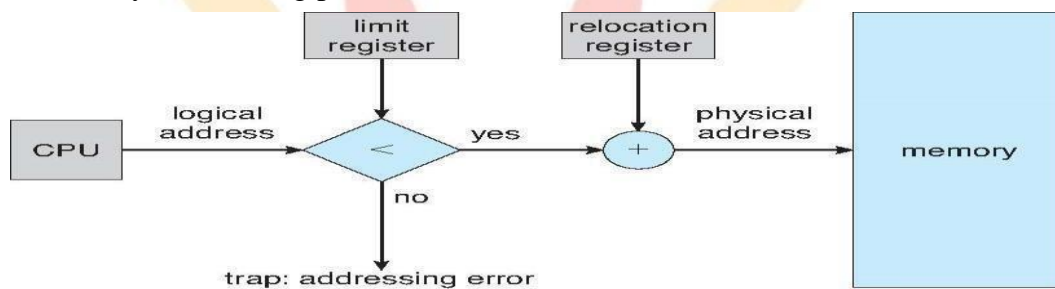 limit
register
relocation
register
logical
address
physical
address
CPU
<
yes
+
memory
no
trap: addressing error